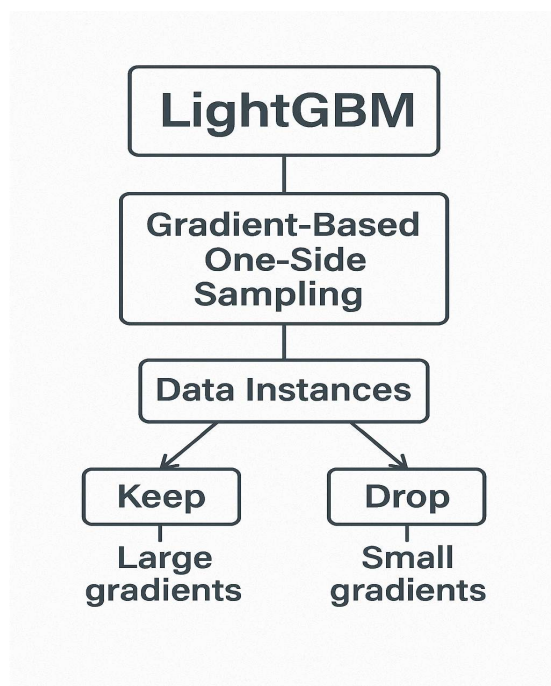 LightGBM
Gradient-Based
One-Side
Sampling
Data Instances
Keep
Drop
Large
gradients
Small
gradients